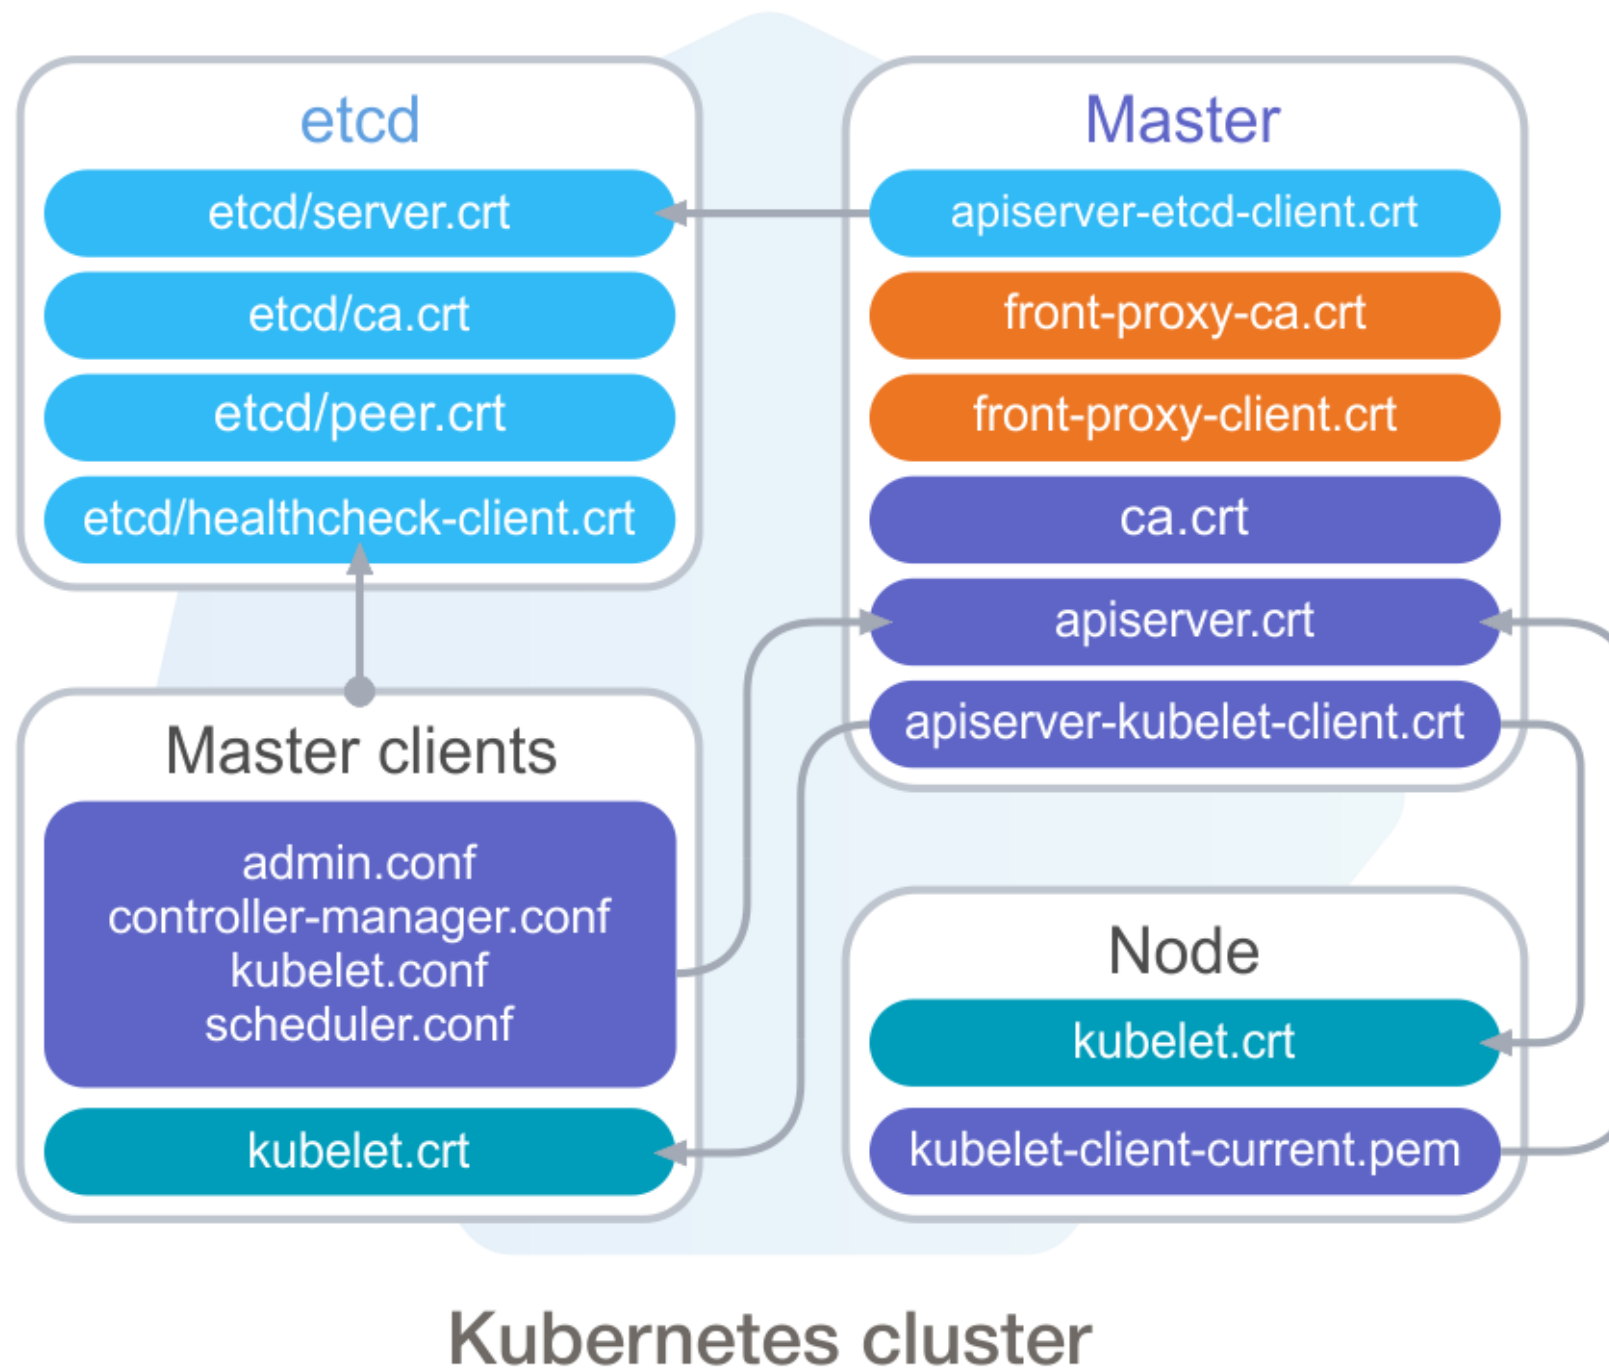 etcd
etcd/server.crt
etcd/ca.crt
etcd/peer.crt
etcd/healthcheck-client.crt
Master
apiserver-etcd-client.crt
front-proxy-ca.crt
front-proxy-client.crt
ca.crt
apiserver.crt
apiserver-kubelet-client.crt
Master clients
admin.conf
controller-manager.conf
kubelet.conf
scheduler.conf
kubelet.crt
Node
kubelet.crt
kubelet-client-current.pem
Kubernetes cluster